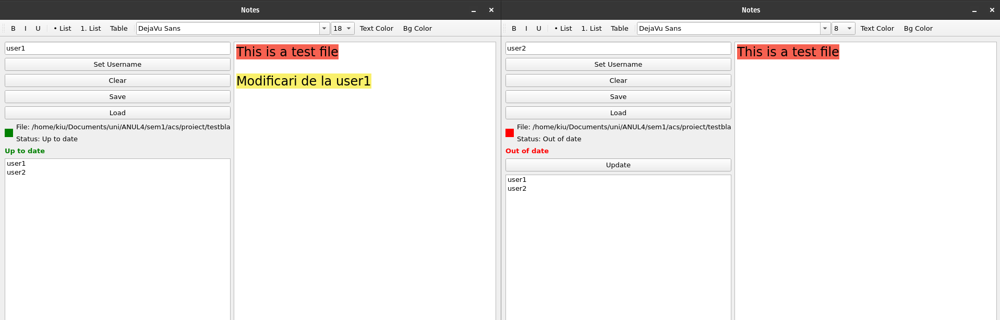 Notes
B I U • List 1. List Table DejaVu Sans 18 Text Color Bg Color
user1
Set Username
Clear
Save
Load
File: /home/kiu/Documents/uni/ANUL4/sem1/acs/proiect/testbla
Status: Up to date
Up to date
user1
user2
This is a test file
Modificari de la user1
Notes
B I U • List 1. List Table DejaVu Sans 8 Text Color Bg Color
user2
Set Username
Clear
Save
Load
File: /home/kiu/Documents/uni/ANUL4/sem1/acs/proiect/testbla
Status: Out of date
Out of date
Update
user1
user2
This is a test file